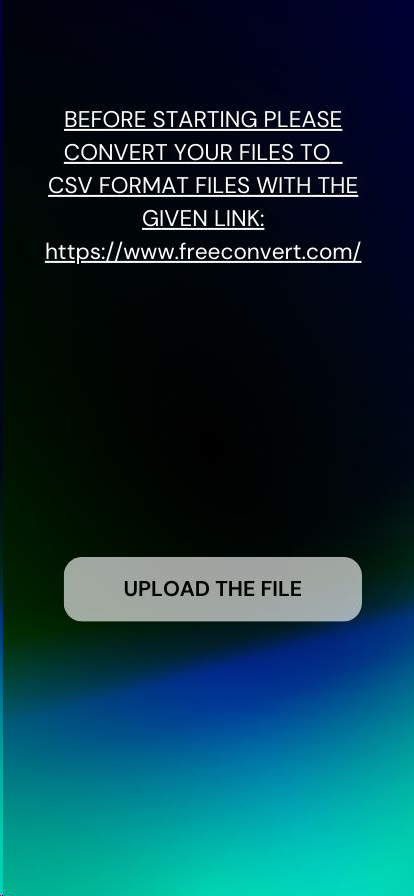 BEFORE STARTING PLEASE
CONVERT YOUR FILES TO
CSV FORMAT FILES WITH THE
GIVEN LINK:
https://www.freeconvert.com/
UPLOAD THE FILE